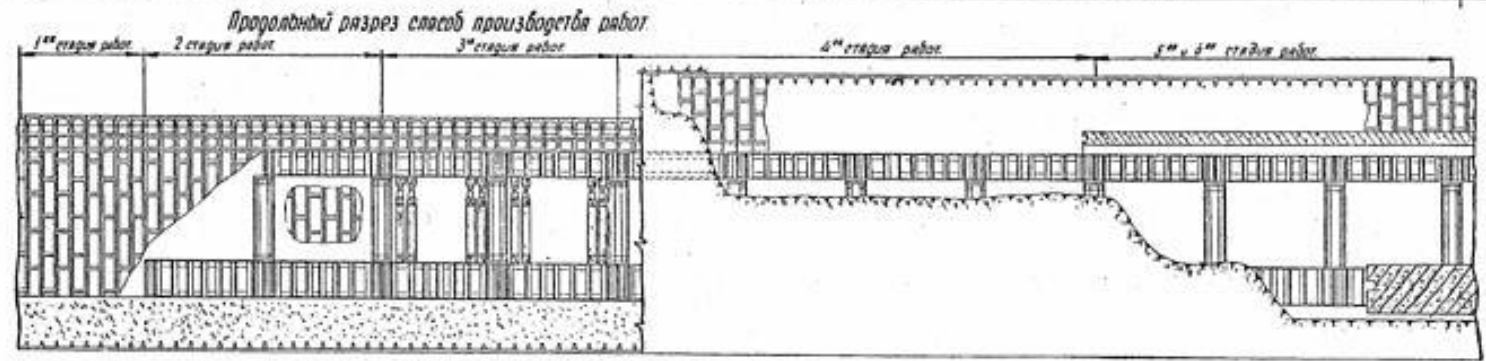 Продольный разрез способ производства работ.
1ая стадия работ.
2 стадия работ.
3я стадия работ.
4ая стадия работ.
5ая и 6ая стадия работ.